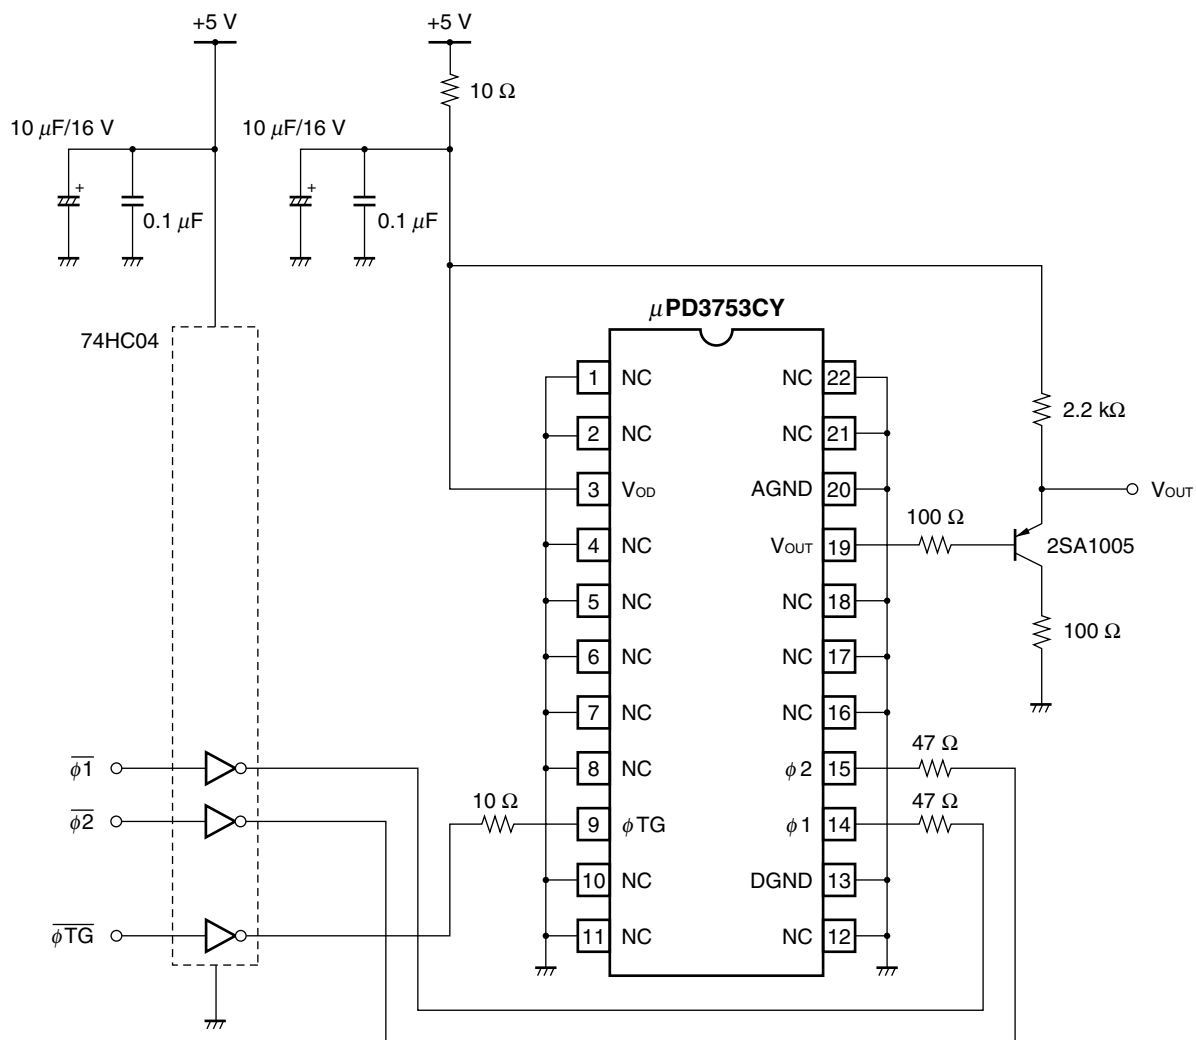 +5 V
+5 V
10 Ω
10 μF/16 V
10 μF/16 V
0.1 μF
0.1 μF
μPD3753CY
74HC04
1 NC
NC 22
2 NC
NC 21
2.2 kΩ
3 VOD
AGND 20
VOUT
100 Ω
4 NC
VOUT 19
2SA1005
5 NC
NC 18
100 Ω
6 NC
NC 17
7 NC
NC 16
47 Ω
φ1
8 NC
φ2 15
10 Ω
47 Ω
φ2
9 φTG
φ1 14
10 NC
DGND 13
φTG
11 NC
NC 12